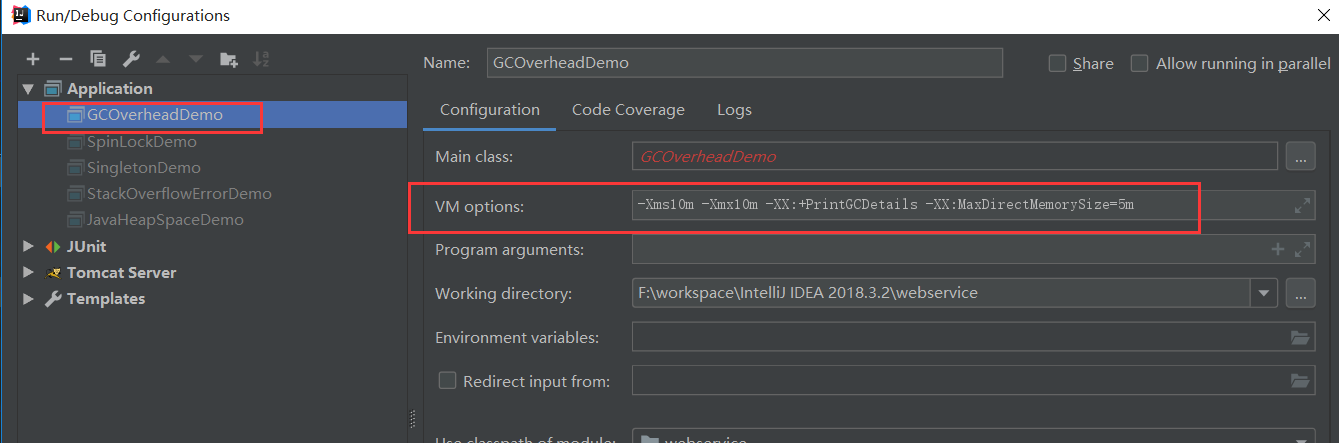 Run/Debug Configurations
Name: GCOverheadDemo Share Allow running in parallel
Application
GCOverheadDemo
SpinLockDemo
SingletonDemo
StackOverflowErrorDemo
JavaHeapSpaceDemo
JUnit
Tomcat Server
Templates
Configuration Code Coverage Logs
Main class: GCOverheadDemo ...
VM options: -Xms10m -Xmx10m -XX:+PrintGCDetails -XX:MaxDirectMemorySize=5m
Program arguments:
Working directory: F:\workspace\IntelliJ IDEA 2018.3.2\webservice ...
Environment variables:
Redirect input from: 
Use classpath of module: webservice